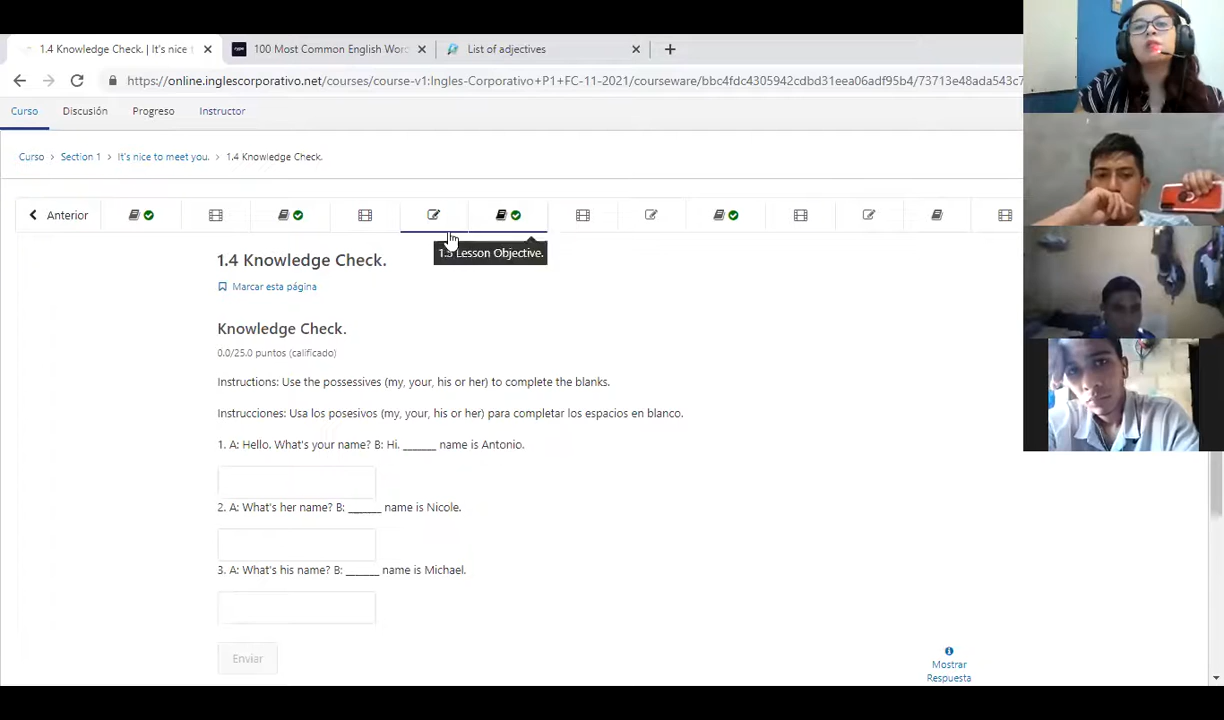 1.4 Knowledge Check. | It's nice t
100 Most Common English Wor
List of adjectives
https://online.inglescorporativo.net/courses/course-v1:Ingles-Corporativo+P1+FC-11-2021/courseware/bbc4fdc4305942cdbd31eea06adf95b4/73713e48ada543c7
Curso
Discusión
Progreso
Instructor
Curso > Section 1 > It's nice to meet you. > 1.4 Knowledge Check.
Anterior
1.5 Lesson Objective.
1.4 Knowledge Check.
Marcar esta página
Knowledge Check.
0.0/25.0 puntos (calificado)
Instructions: Use the possessives (my, your, his or her) to complete the blanks.
Instrucciones: Usa los posesivos (my, your, his or her) para completar los espacios en blanco.
1. A: Hello. What's your name? B: Hi. ______ name is Antonio.
2. A: What's her name? B: ______ name is Nicole.
3. A: What's his name? B: ______ name is Michael.
Enviar
Mostrar
Respuesta